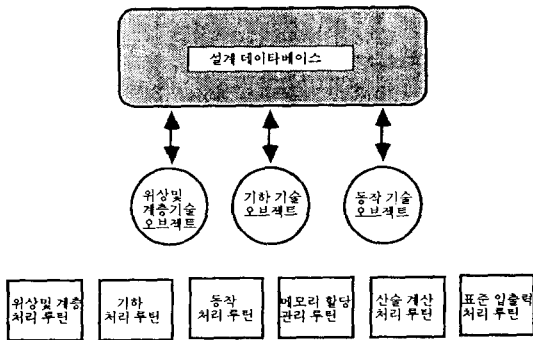 설계 데이타베이스
위상및
계층기술
오브젝트
기하 기술
오브젝트
동작 기술
오브젝트
위상및 계층
처리 루틴
기하
처리 루틴
동작
처리 루틴
메모리 할당
관리 루틴
산술 계산
처리 루틴
표준 입출력
처리 루틴